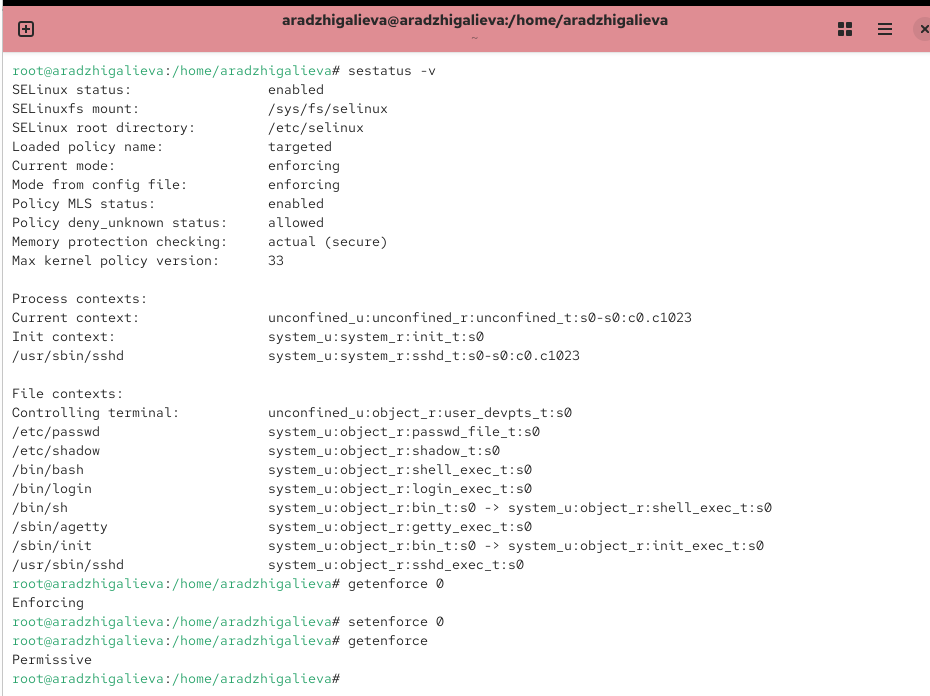 aradzhigalieva@aradzhigalieva:/home/aradzhigalieva
~
root@aradzhigalieva:/home/aradzhigalieva# sestatus -v
SELinux status:                 enabled
SELinuxfs mount:                /sys/fs/selinux
SELinux root directory:         /etc/selinux
Loaded policy name:             targeted
Current mode:                   enforcing
Mode from config file:          enforcing
Policy MLS status:              enabled
Policy deny_unknown status:     allowed
Memory protection checking:     actual (secure)
Max kernel policy version:      33

Process contexts:
Current context:                unconfined_u:unconfined_r:unconfined_t:s0-s0:c0.c1023
Init context:                   system_u:system_r:init_t:s0
/usr/sbin/sshd                  system_u:system_r:sshd_t:s0-s0:c0.c1023

File contexts:
Controlling terminal:           unconfined_u:object_r:user_devpts_t:s0
/etc/passwd                     system_u:object_r:passwd_file_t:s0
/etc/shadow                     system_u:object_r:shadow_t:s0
/bin/bash                       system_u:object_r:shell_exec_t:s0
/bin/login                      system_u:object_r:login_exec_t:s0
/bin/sh                         system_u:object_r:bin_t:s0 -> system_u:object_r:shell_exec_t:s0
/sbin/agetty                    system_u:object_r:getty_exec_t:s0
/sbin/init                      system_u:object_r:bin_t:s0 -> system_u:object_r:init_exec_t:s0
/usr/sbin/sshd                  system_u:object_r:sshd_exec_t:s0
root@aradzhigalieva:/home/aradzhigalieva# getenforce 0
Enforcing
root@aradzhigalieva:/home/aradzhigalieva# setenforce 0
root@aradzhigalieva:/home/aradzhigalieva# getenforce
Permissive
root@aradzhigalieva:/home/aradzhigalieva#